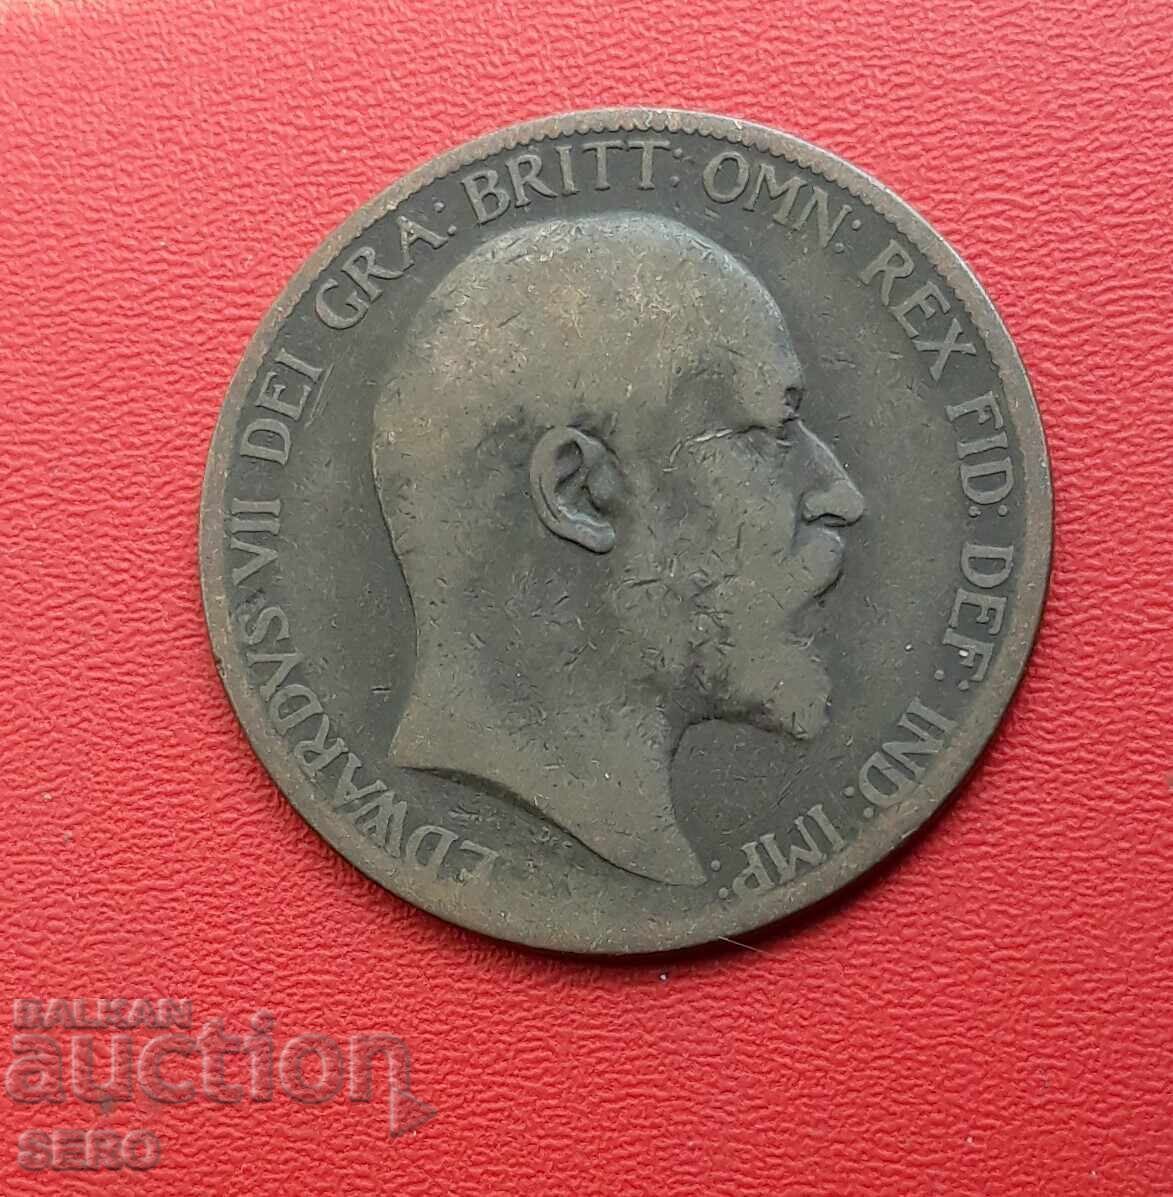 EDWARDVS VII DEI GRA: BRITT: OMN: REX FID: DEF: IND: IMP:
BALKAN
auction
SERO